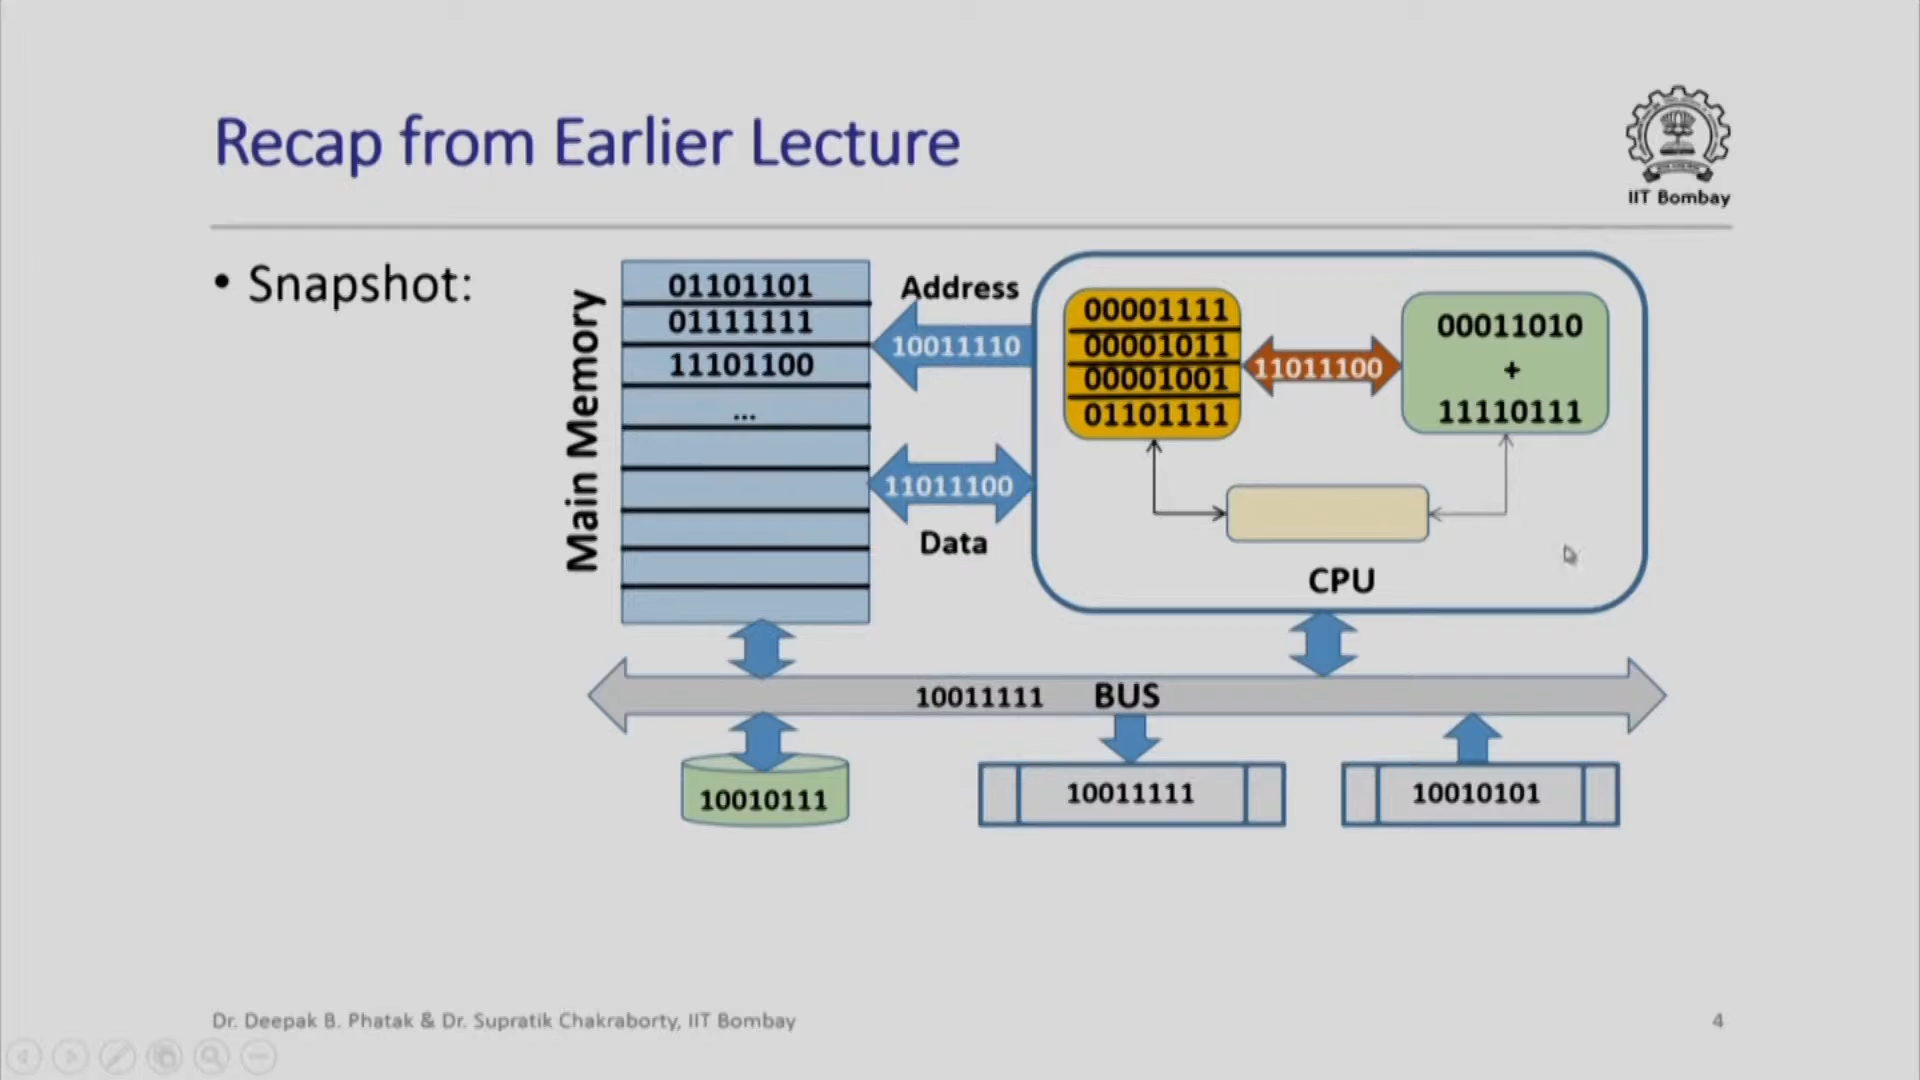 Recap from Earlier Lecture
IIT Bombay
• Snapshot:
Main Memory
01101101
01111111
11101100
...
Address
10011110
11011100
Data
00001111
00001011
00001001
01101111
11011100
00011010
+
11110111
CPU
10011111 BUS
10010111
10011111
10010101
Dr. Deepak B. Phatak & Dr. Supratik Chakraborty, IIT Bombay
4